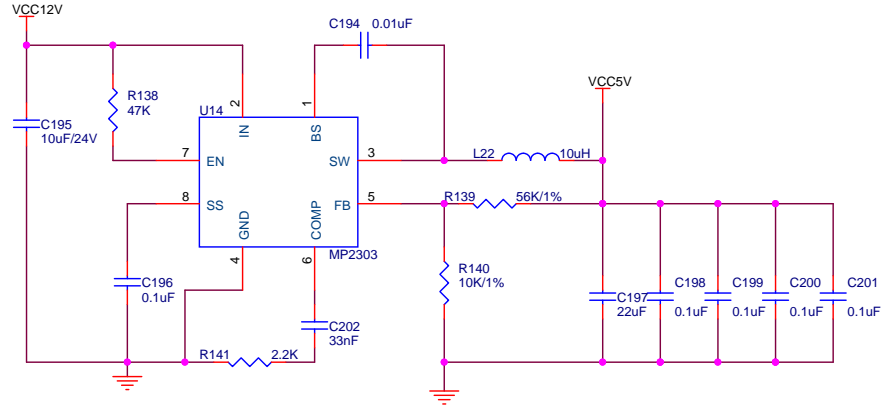 VCC12V
C194 0.01uF
R138
47K
U14
2
1
IN
BS
VCC5V
C195
10uF/24V
7
EN
SW
3
L22
10uH
8
SS
GND
COMP
FB
5
R139
56K/1%
4
6
MP2303
C196
0.1uF
R140
10K/1%
C197
22uF
C198
0.1uF
C199
0.1uF
C200
0.1uF
C201
0.1uF
C202
33nF
R141
2.2K